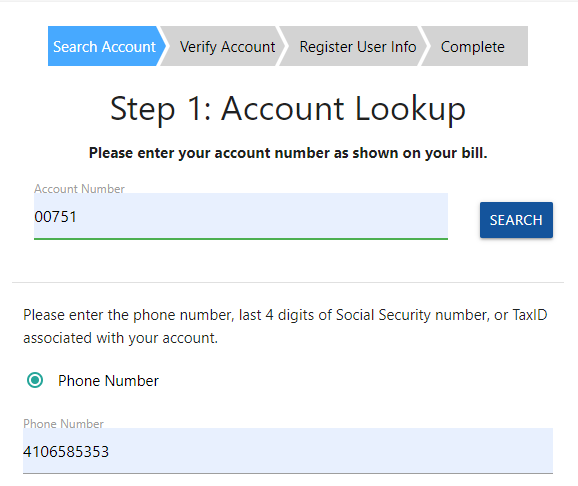 Search Account Verify Account Register User Info Complete
Step 1: Account Lookup
Please enter your account number as shown on your bill.
Account Number
00751
SEARCH
Please enter the phone number, last 4 digits of Social Security number, or TaxID
associated with your account.
Phone Number
Phone Number
4106585353